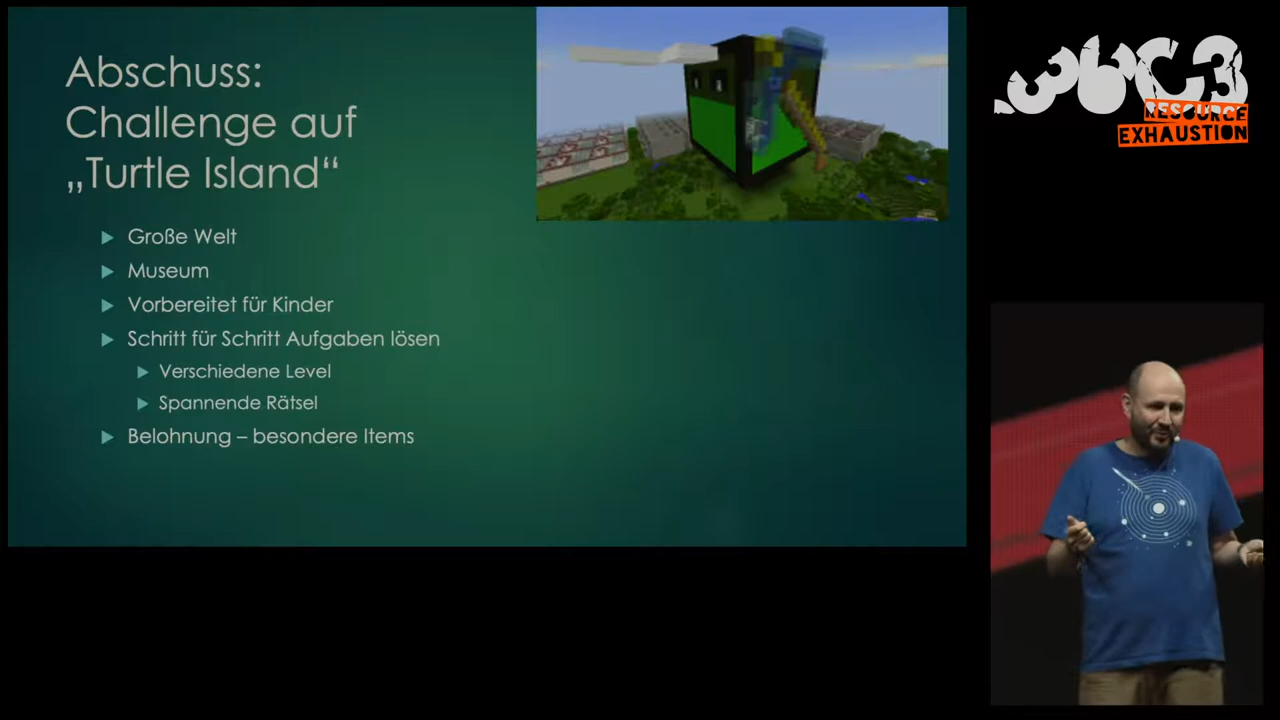 Abschuss:
Challenge auf
„Turtle Island“
Große Welt
Museum
Vorbereitet für Kinder
Schritt für Schritt Aufgaben lösen
Verschiedene Level
Spannende Rätsel
Belohnung – besondere Items
36C3
RESOURCE
EXHAUSTION